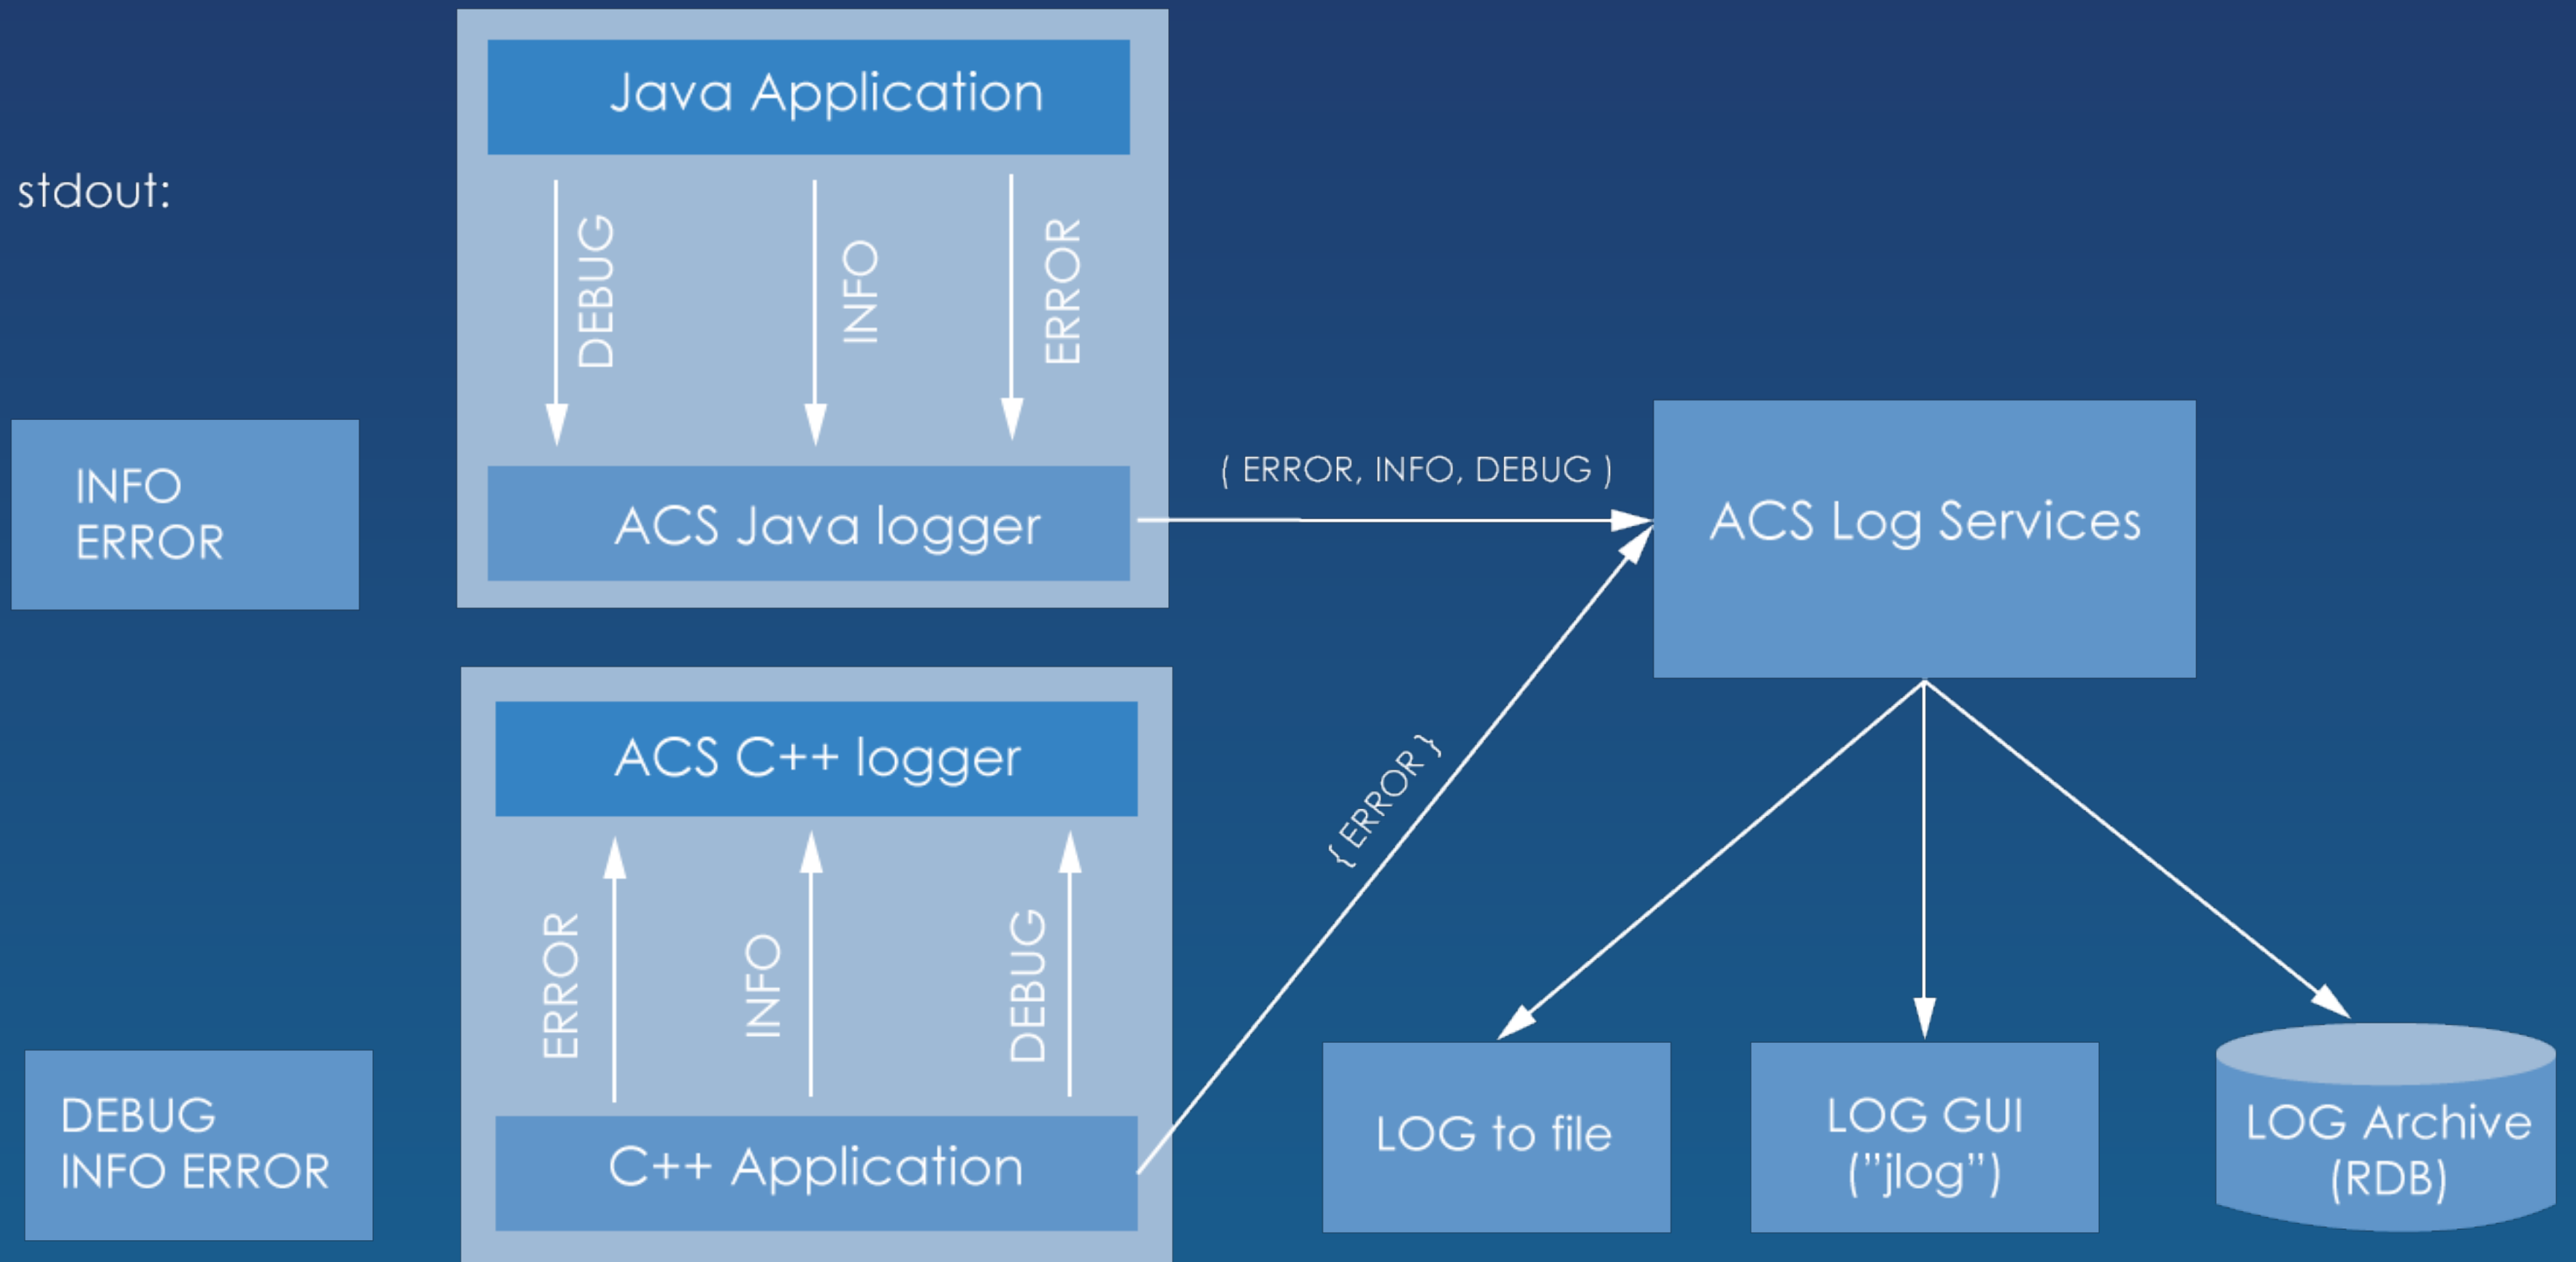 stdout:
Java Application
DEBUG
INFO
ERROR
ACS Java logger
INFO
ERROR
( ERROR, INFO, DEBUG )
ACS Log Services
ACS C++ logger
ERROR
INFO
DEBUG
C++ Application
DEBUG
INFO ERROR
{ ERROR }
LOG to file
LOG GUI
("jlog")
LOG Archive
(RDB)